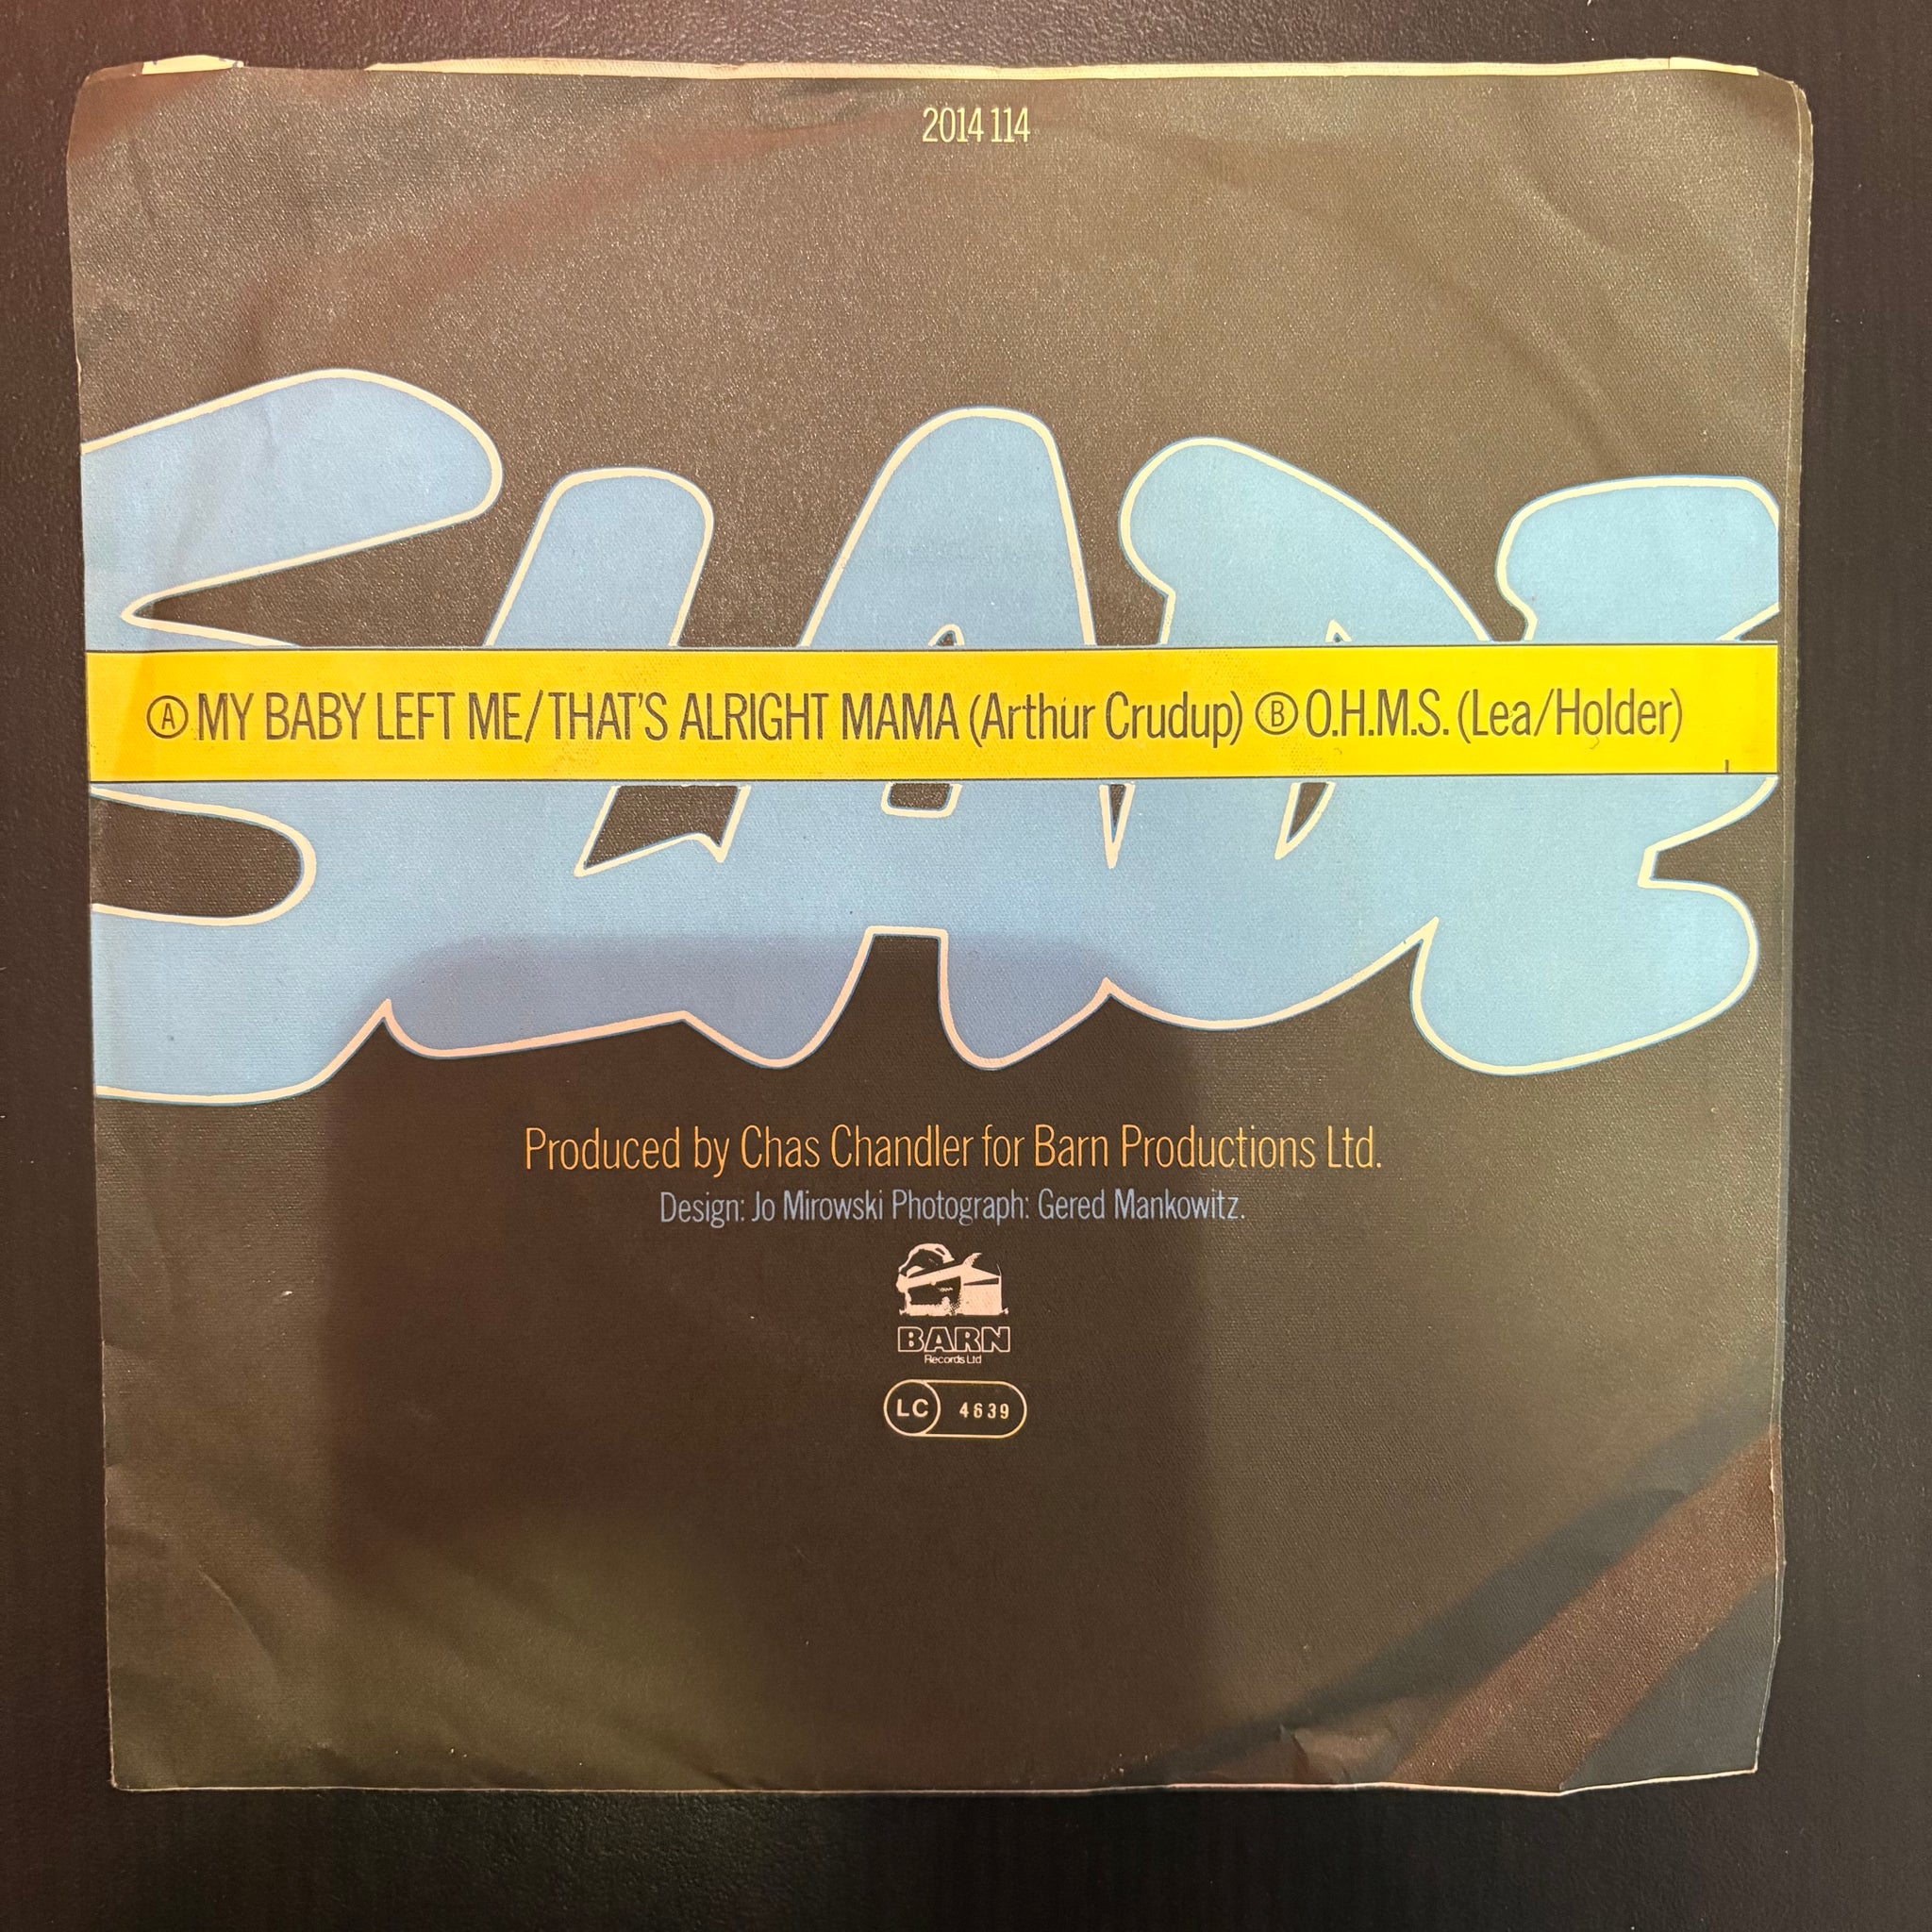 2014 114
SLADE
Ⓐ MY BABY LEFT ME/THAT'S ALRIGHT MAMA (Arthur Crudup) Ⓑ O.H.M.S. (Lea/Holder)
Produced by Chas Chandler for Barn Productions Ltd.
Design: Jo Mirowski Photograph: Gered Mankowitz.
BARN
Records Ltd
LC 4639